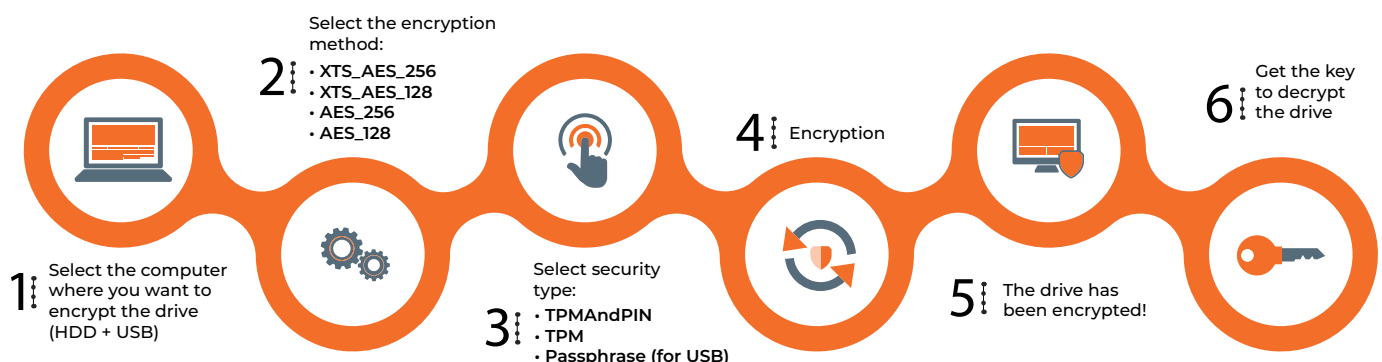 1
Select the computer
where you want to
encrypt the drive
(HDD + USB)
2
Select the encryption
method:
• XTS_AES_256
• XTS_AES_128
• AES_256
• AES_128
3
Select security
type:
• TPMAndPIN
• TPM
• Passphrase (for USB)
4
Encryption
5
The drive has
been encrypted!
6
Get the key
to decrypt
the drive